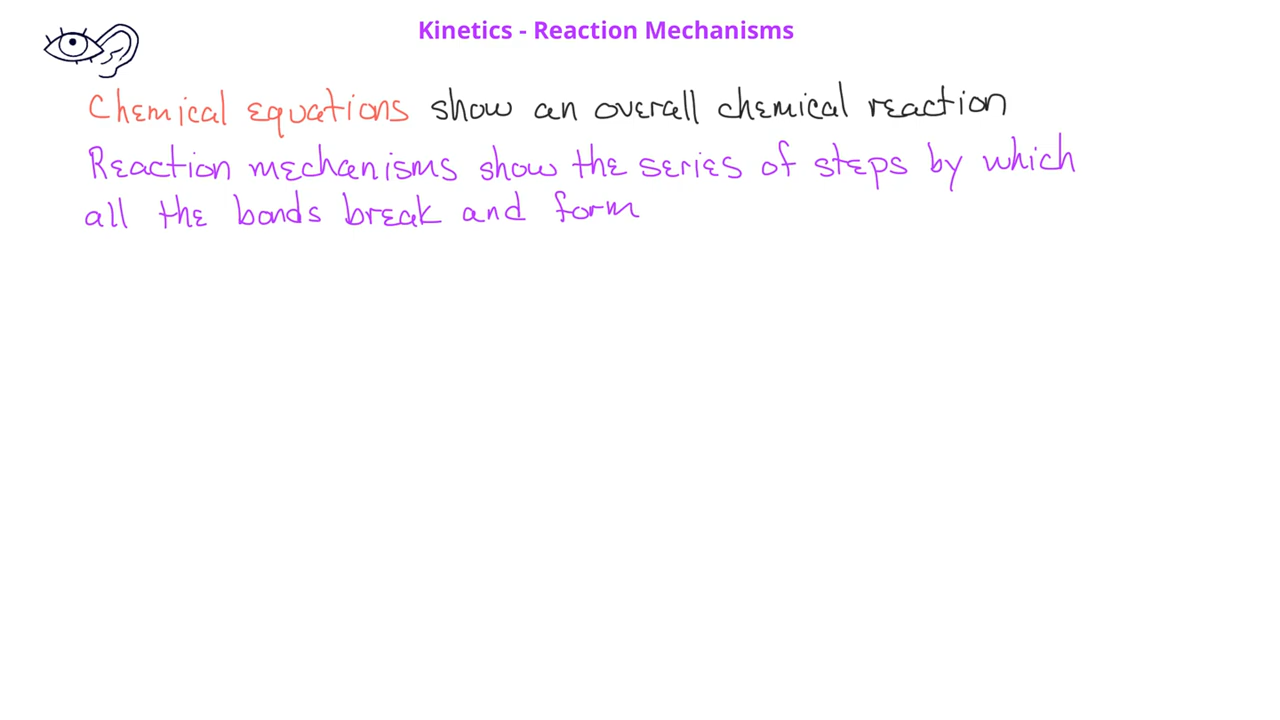 Kinetics - Reaction Mechanisms
Chemical equations show an overall chemical reaction
Reaction mechanisms show the series of steps by which
all the bonds break and form